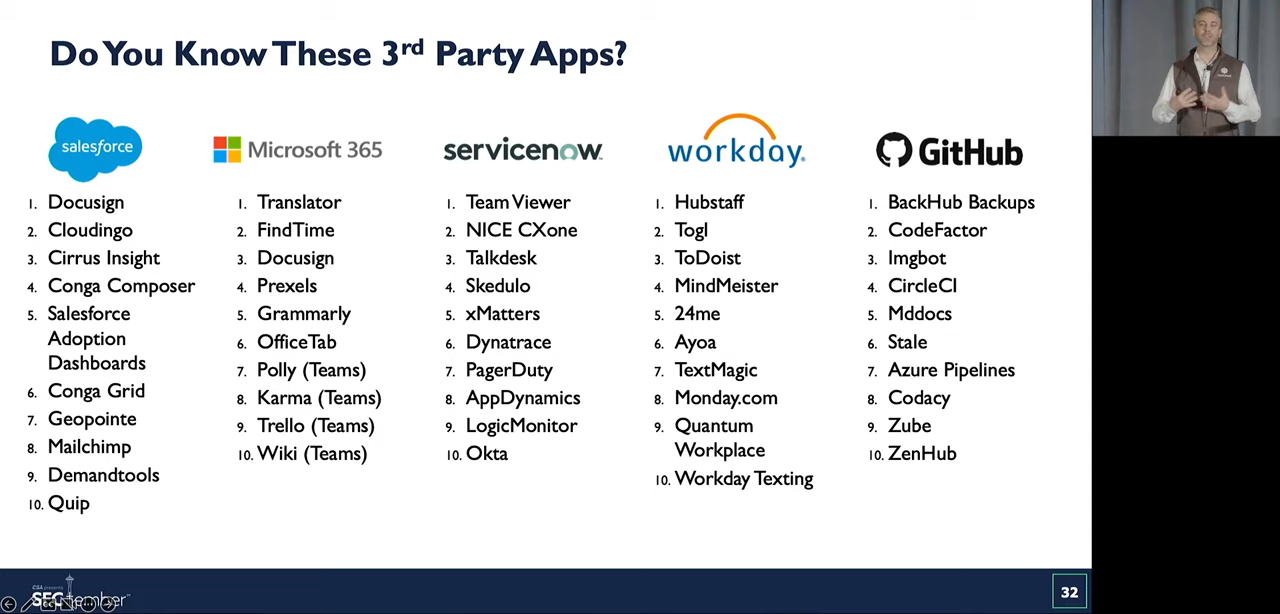 Do You Know These 3rd Party Apps?
salesforce
1. Docusign
2. Cloudingo
3. Cirrus Insight
4. Conga Composer
5. Salesforce
Adoption
Dashboards
6. Conga Grid
7. Geopointe
8. Mailchimp
9. Demandtools
10. Quip
Microsoft 365
1. Translator
2. FindTime
3. Docusign
4. Prexels
5. Grammarly
6. OfficeTab
7. Polly (Teams)
8. Karma (Teams)
9. Trello (Teams)
10. Wiki (Teams)
servicenow
1. Team Viewer
2. NICE CXone
3. Talkdesk
4. Skedulo
5. xMatters
6. Dynatrace
7. PagerDuty
8. AppDynamics
9. LogicMonitor
10. Okta
workday.
1. Hubstaff
2. Togl
3. ToDoist
4. MindMeister
5. 24me
6. Ayoa
7. TextMagic
8. Monday.com
9. Quantum
Workplace
10. Workday Texting
GitHub
1. BackHub Backups
2. CodeFactor
3. Imgbot
4. CircleCI
5. Mddocs
6. Stale
7. Azure Pipelines
8. Codacy
9. Zube
10. ZenHub
CSA presents
SECtember
32